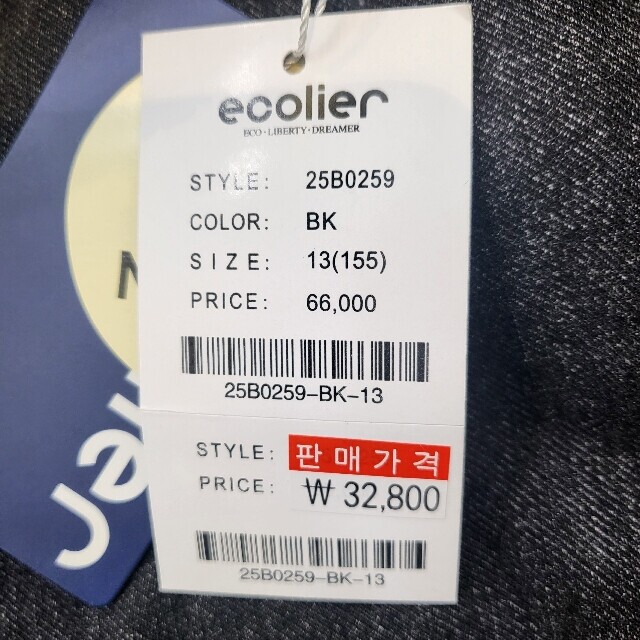 ecolier
ECO·LIBERTY·DREAMER
STYLE: 25B0259
COLOR: BK
SIZE: 13(155)
PRICE: 66,000
25B0259-BK-13
STYLE: 판매가격
PRICE: ₩ 32,800
25B0259-BK-13